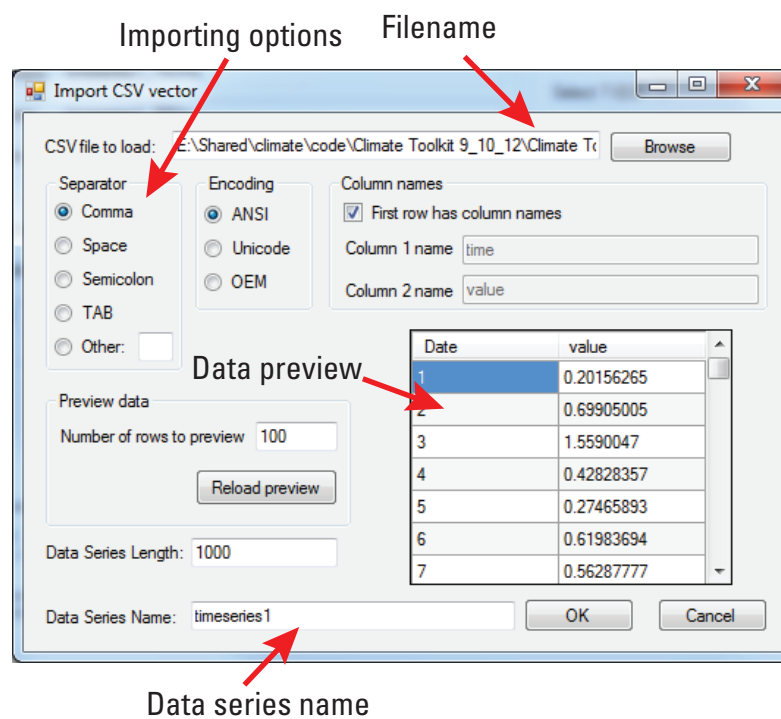 Importing options
Filename
Import CSV vector
CSV file to load: E:\Shared\climate\code\Climate Toolkit 9_10_12\Climate To Browse
Separator
Comma
Space
Semicolon
TAB
Other:
Encoding
ANSI
Unicode
OEM
Column names
First row has column names
Column 1 name time
Column 2 name value
Data preview
Date value
1 0.20156265
2 0.69905005
3 1.5590047
4 0.42828357
5 0.27465893
6 0.61983694
7 0.56287777
Preview data
Number of rows to preview 100
Reload preview
Data Series Length: 1000
Data Series Name: timeseries1
OK Cancel
Data series name